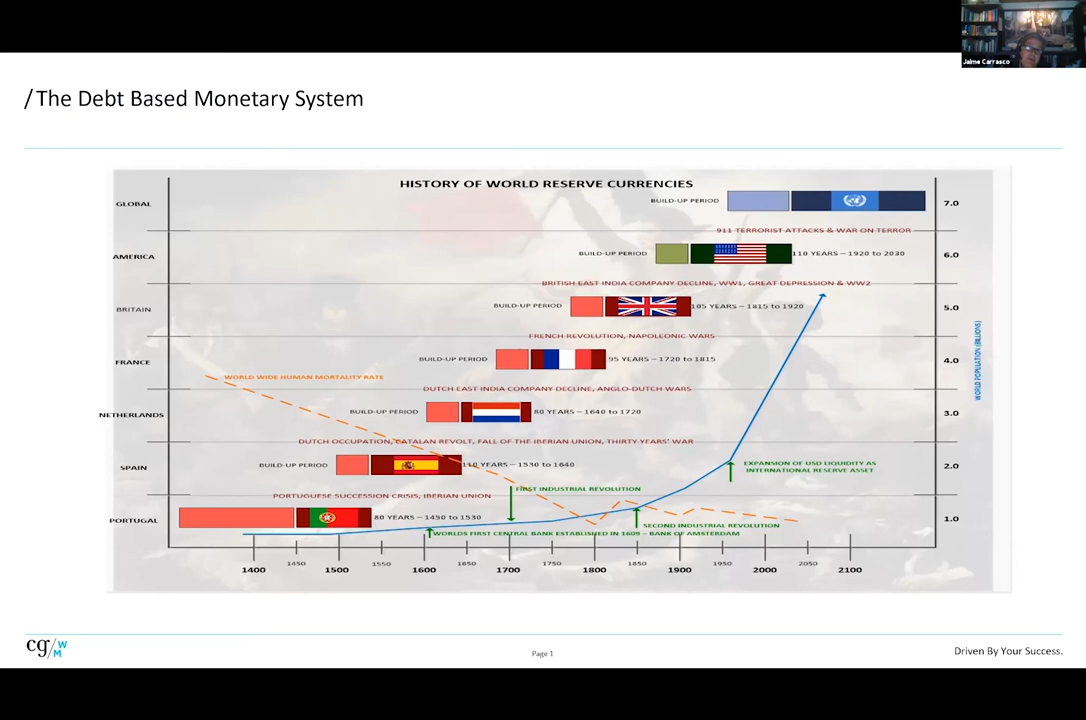 Jaime Carrasco
/The Debt Based Monetary System
HISTORY OF WORLD RESERVE CURRENCIES
GLOBAL
BUILD-UP PERIOD
7.0
911 TERRORIST ATTACKS & WAR ON TERROR
AMERICA
BUILD-UP PERIOD
110 YEARS – 1920 to 2030
6.0
BRITISH EAST INDIA COMPANY DECLINE, WW1, GREAT DEPRESSION & WW2
BRITAIN
BUILD-UP PERIOD
105 YEARS – 1815 to 1920
5.0
FRENCH REVOLUTION, NAPOLEONIC WARS
FRANCE
BUILD-UP PERIOD
95 YEARS – 1720 to 1815
4.0
WORLD POPULATION (BILLIONS)
WORLD WIDE HUMAN MORTALITY RATE
DUTCH EAST INDIA COMPANY DECLINE, ANGLO-DUTCH WARS
NETHERLANDS
BUILD-UP PERIOD
80 YEARS – 1640 to 1720
3.0
DUTCH OCCUPATION, CATALAN REVOLT, FALL OF THE IBERIAN UNION, THIRTY YEARS' WAR
SPAIN
BUILD-UP PERIOD
110 YEARS – 1530 to 1640
EXPANSION OF USD LIQUIDITY AS
INTERNATIONAL RESERVE ASSET
2.0
FIRST INDUSTRIAL REVOLUTION
PORTUGUESE SUCCESSION CRISIS, IBERIAN UNION
PORTUGAL
80 YEARS – 1450 to 1530
1.0
SECOND INDUSTRIAL REVOLUTION
WORLDS FIRST CENTRAL BANK ESTABLISHED IN 1609 – BANK OF AMSTERDAM
1400 1450 1500 1550 1600 1650 1700 1750 1800 1850 1900 1950 2000 2050 2100
cg/WM
Page 1
Driven By Your Success.